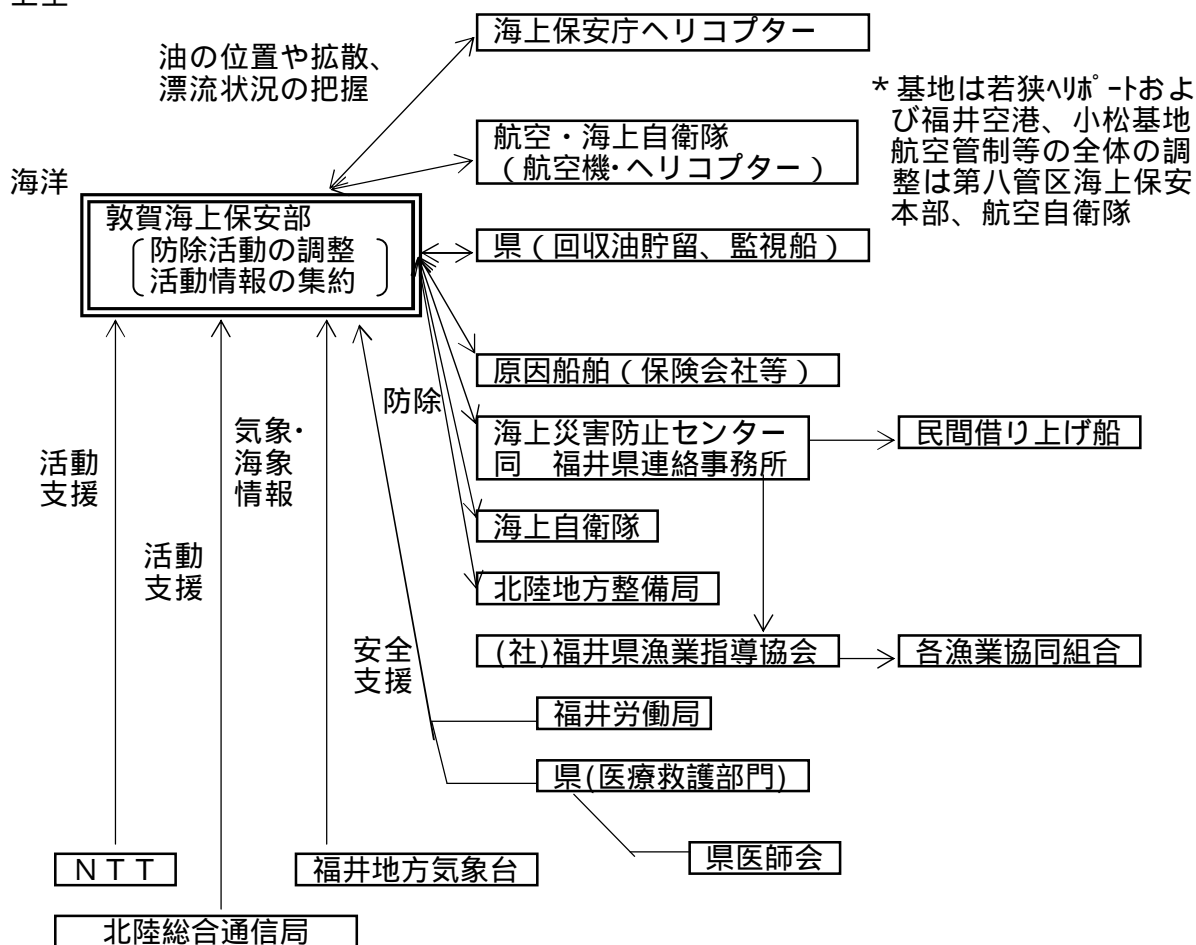 海上保安庁ヘリコプター
油の位置や拡散、
漂流状況の把握
＊基地は若狭ﾍﾘﾎﾟｰﾄおよ
び福井空港、小松基地
航空管制等の全体の調
整は第八管区海上保安
本部、航空自衛隊
航空・海上自衛隊
（航空機・ヘリコプター）
海洋
敦賀海上保安部
防除活動の調整
活動情報の集約
県（回収油貯留、監視船）
原因船舶（保険会社等）
防除
海上災害防止センター
同　福井県連絡事務所
民間借り上げ船
気象・
海象
情報
活動
支援
海上自衛隊
活動
支援
北陸地方整備局
(社)福井県漁業指導協会
各漁業協同組合
安全
支援
福井労働局
県(医療救護部門)
県医師会
ＮＴＴ
福井地方気象台
北陸総合通信局